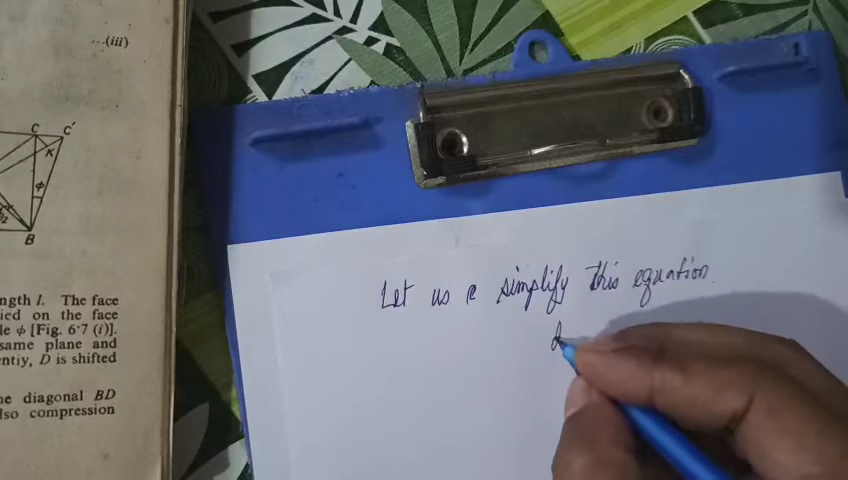 ...(iii)
C C'
K
φ
B
ngth l. The face
ied on the face
le φ [Fig. 6·7 (i)].
same plane and
entiy, D is shifted
he diagonal BD
lso compression
Let us e simplify this equation.